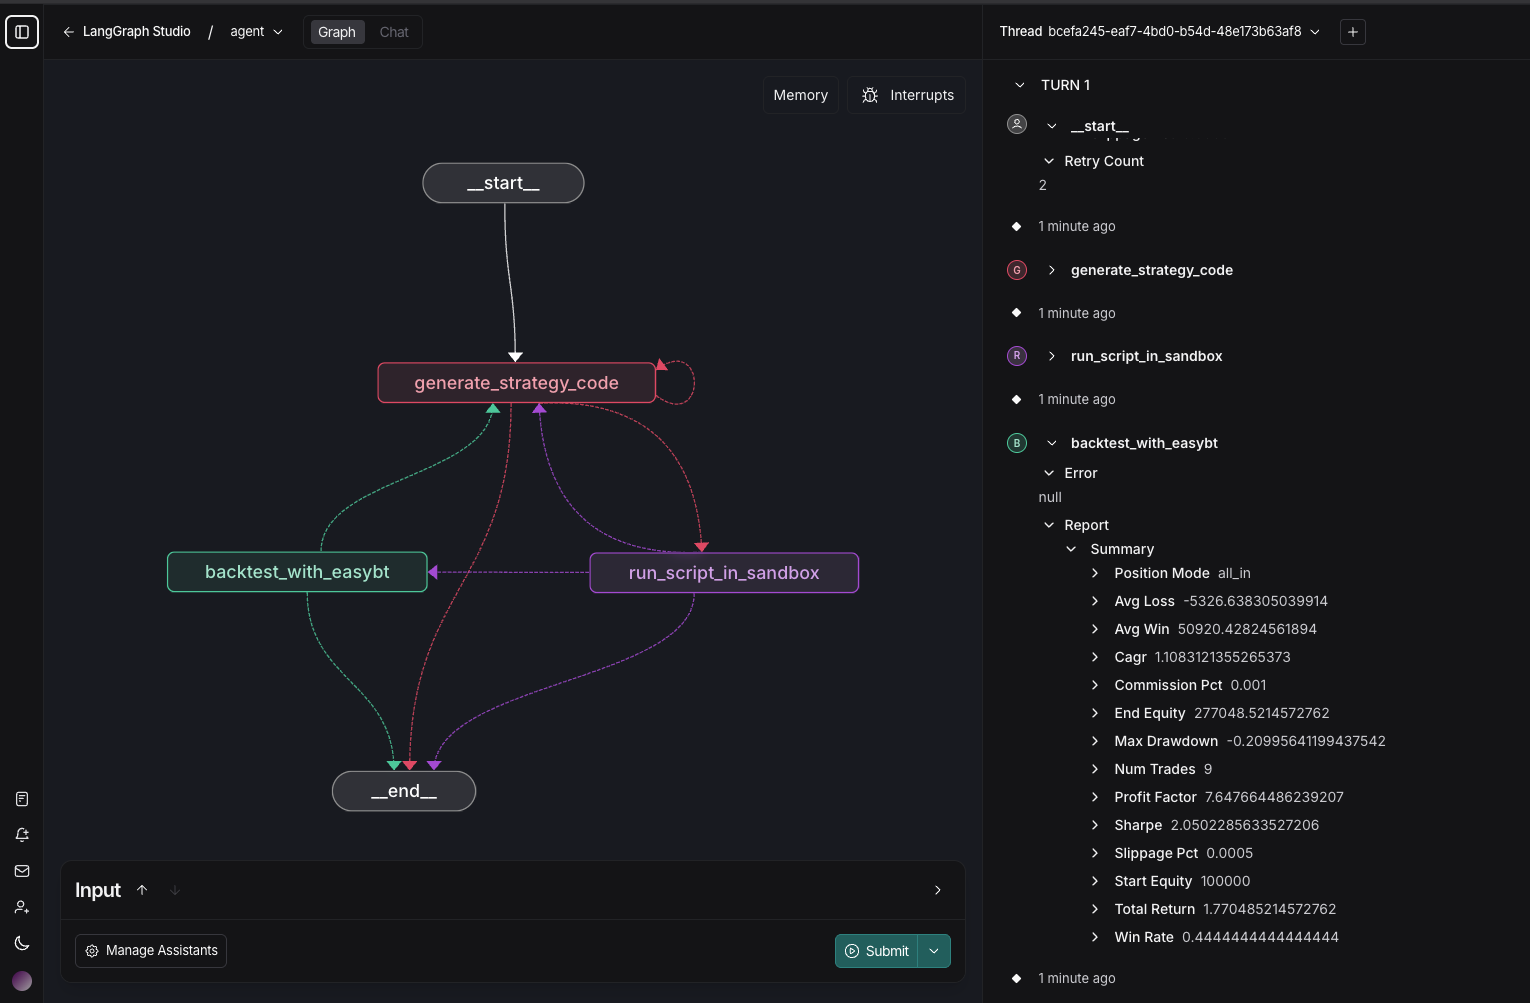 LangGraph Studio / agent
Graph Chat
Memory
Interrupts
__start__
generate_strategy_code
backtest_with_easybt
run_script_in_sandbox
__end__
Input
Manage Assistants
Submit
Thread bcefa245-eaf7-4bd0-b54d-48e173b63af8
TURN 1
__start__
Retry Count
2
1 minute ago
G generate_strategy_code
1 minute ago
R run_script_in_sandbox
1 minute ago
B backtest_with_easybt
Error
null
Report
Summary
Position Mode all_in
Avg Loss -5326.638305039914
Avg Win 50920.42824561894
Cagr 1.1083121355265373
Commission Pct 0.001
End Equity 277048.5214572762
Max Drawdown -0.20995641199437542
Num Trades 9
Profit Factor 7.647664486239207
Sharpe 2.0502285633527206
Slippage Pct 0.0005
Start Equity 100000
Total Return 1.770485214572762
Win Rate 0.4444444444444444
1 minute ago